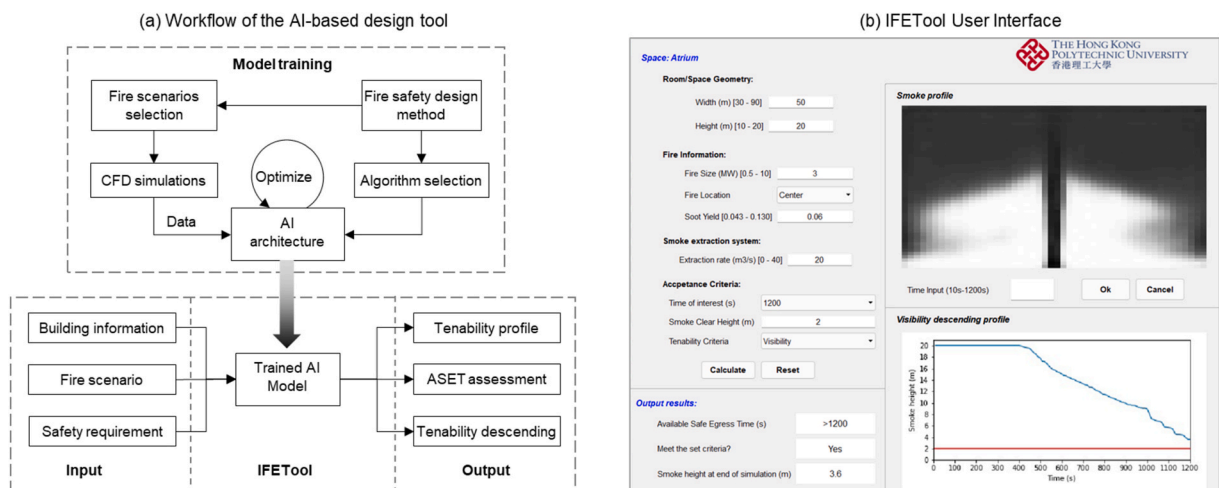 (a) Workflow of the AI-based design tool
Model training
Fire scenarios
selection
Fire safety design
method
CFD simulations
Optimize
Algorithm selection
Data
AI
architecture
Building information
Fire scenario
Safety requirement
Input
Trained AI
Model
IFETool
Tenability profile
ASET assessment
Tenability descending
Output
(b) IFETool User Interface
THE HONG KONG
POLYTECHNIC UNIVERSITY
香港理工大學
Space: Atrium
Room/Space Geometry:
Width (m) [30 - 90] 50
Height (m) [10 - 20] 20
Fire Information:
Fire Size (MW) [0.5 - 10] 3
Fire Location Center
Soot Yield [0.043 - 0.130] 0.06
Smoke extraction system:
Extraction rate (m3/s) [0 - 40] 20
Accpetance Criteria:
Time of interest (s) 1200
Smoke Clear Height (m) 2
Tenability Criteria Visibility
Calculate Reset
Output results:
Available Safe Egress Time (s) >1200
Meet the set criteria? Yes
Smoke height at end of simulation (m) 3.6
Smoke profile
Time Input (10s-1200s) Ok Cancel
Visibility descending profile
Smoke height (m)
20
18
16
14
12
10
8
6
4
2
0
0 100 200 300 400 500 600 700 800 900 1000 1100 1200
Time (s)